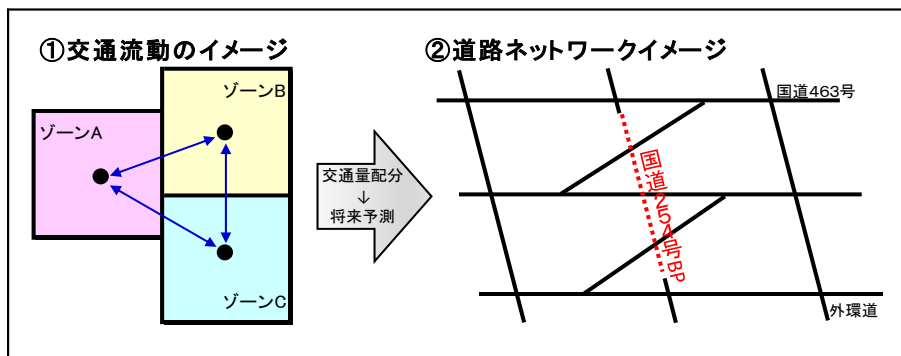 ①交通流動のイメージ
②道路ネットワークイメージ
ゾーンA
ゾーンB
ゾーンC
交通量配分
↓
将来予測
国道463号
国道254号BP
外環道